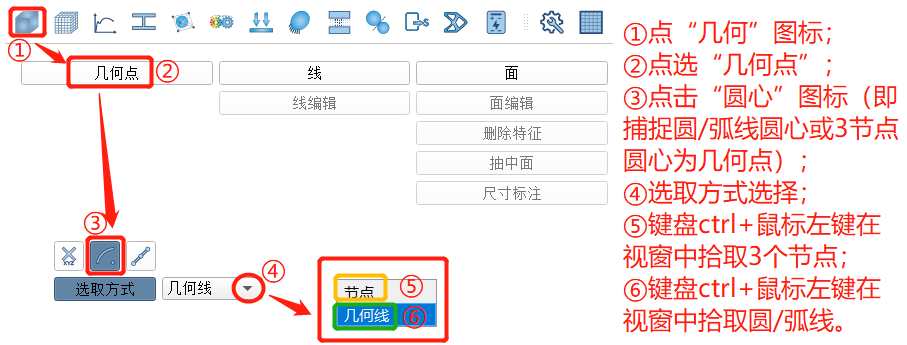 ①
几何点 ②
线
面
线编辑
面编辑
删除特征
抽中面
尺寸标注
③
XYZ
选取方式
几何线
④
节点 ⑤
几何线 ⑥
①点“几何”图标；
②点选“几何点”；
③点击“圆心”图标（即
捕捉圆/弧线圆心或3节点
圆心为几何点）；
④选取方式选择；
⑤键盘ctrl+鼠标左键在
视窗中拾取3个节点；
⑥键盘ctrl+鼠标左键在
视窗中拾取圆/弧线。